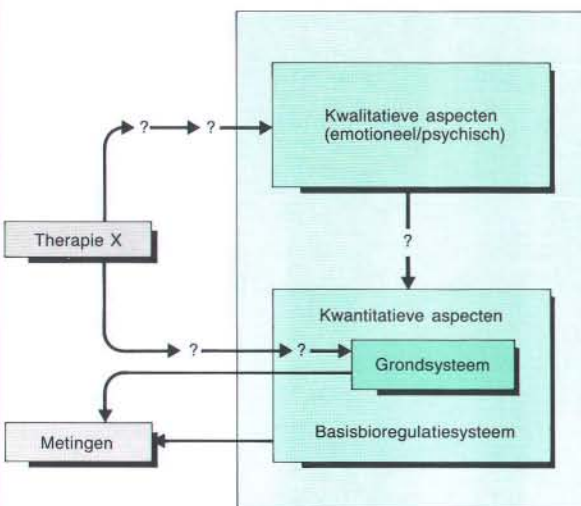 Kwalitatieve aspecten
(emotioneel/psychisch)
? ?
Therapie X
?
Kwantitatieve aspecten
? ?
Grondsysteem
Metingen
Basisbioregulatiesysteem